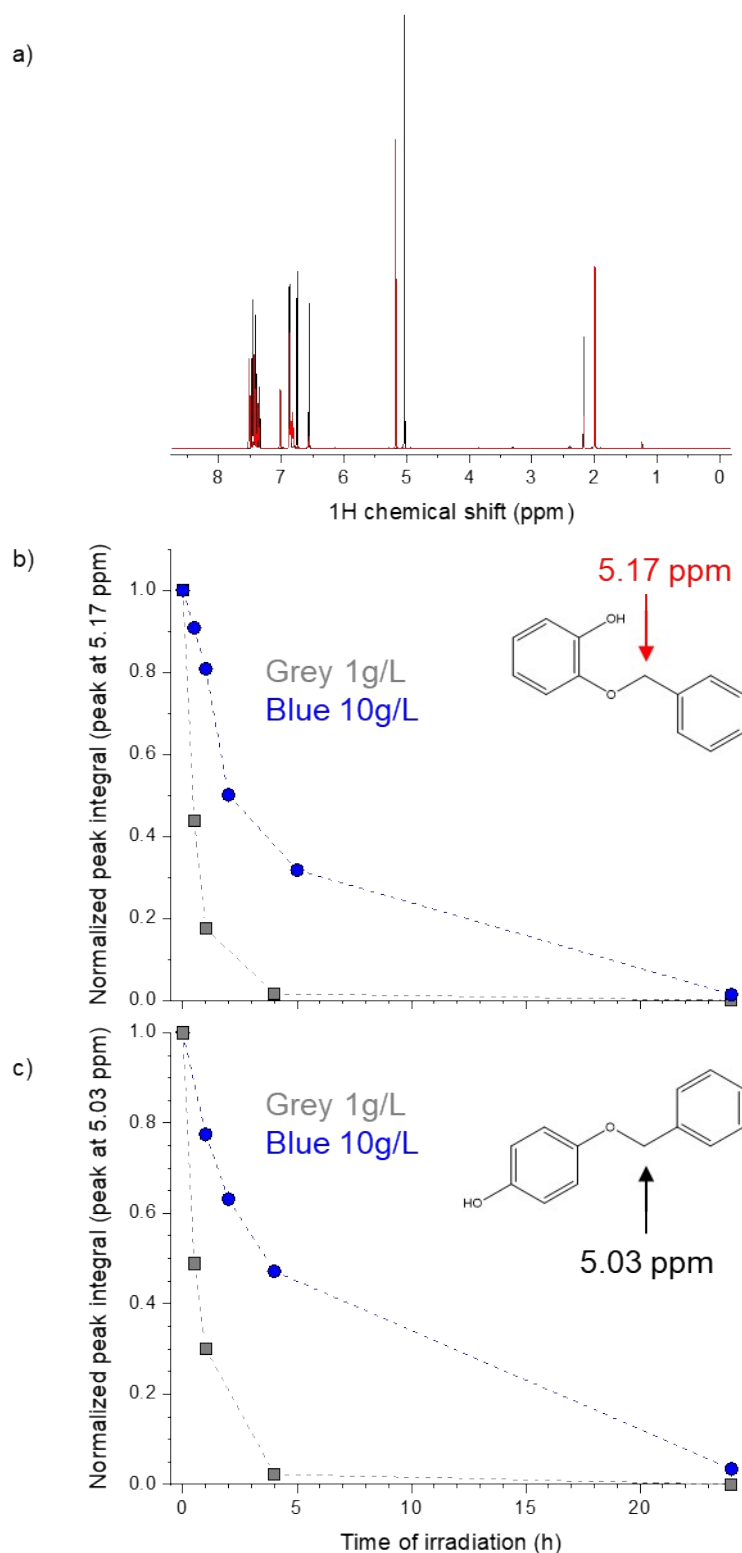 a)
8 7 6 5 4 3 2 1 0
1H chemical shift (ppm)
b)
Normalized peak integral (peak at 5.17 ppm)
1.0
0.8
0.6
0.4
0.2
0.0
5.17 ppm
OH
O
Grey 1g/L
Blue 10g/L
c)
Normalized peak integral (peak at 5.03 ppm)
1.0
0.8
0.6
0.4
0.2
0.0
Grey 1g/L
Blue 10g/L
O
HO
5.03 ppm
0 5 10 15 20
Time of irradiation (h)